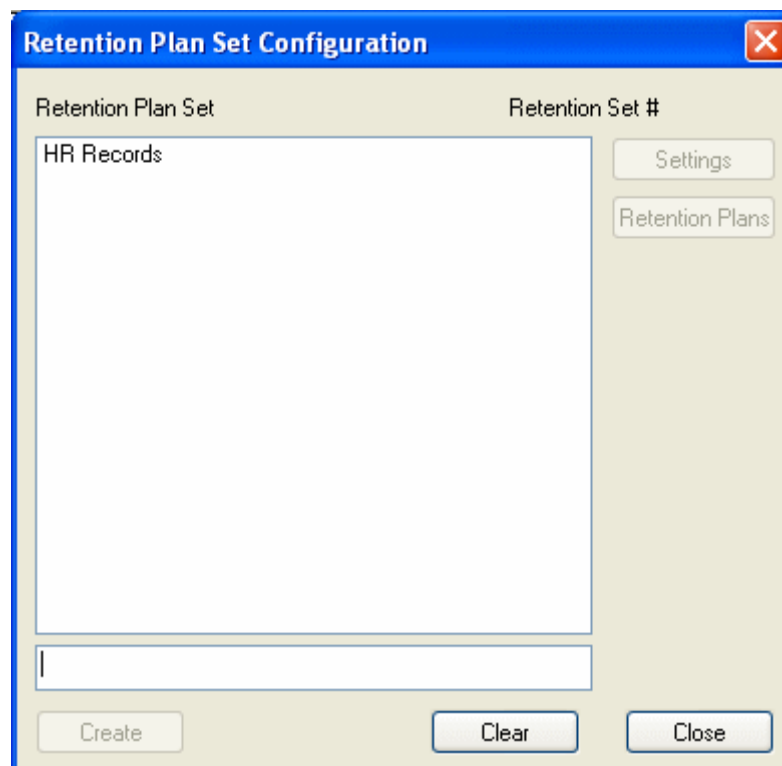 Retention Plan Set Configuration
Retention Plan Set Retention Set #
HR Records
Settings
Retention Plans
Create Clear Close